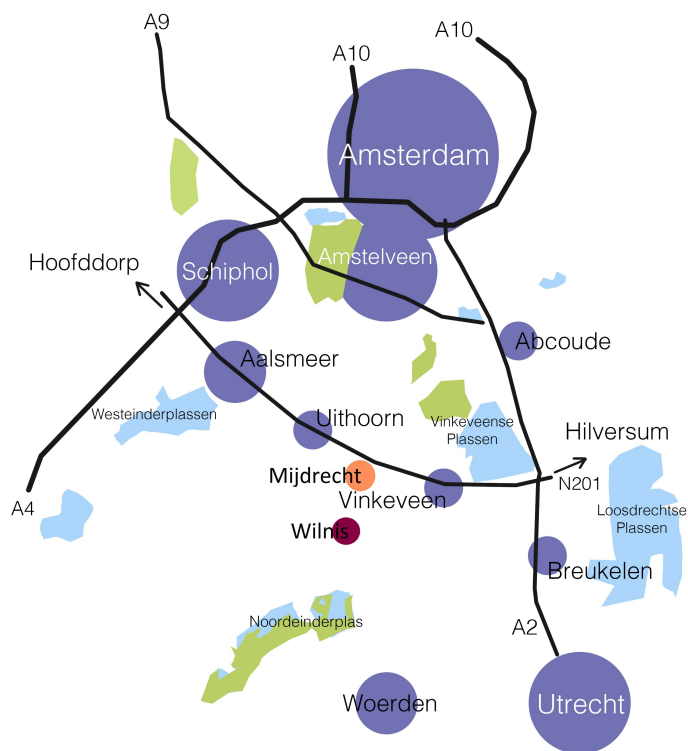 A9
A10
A10
Amsterdam
Hoofddorp
Schiphol
Amstelveen
Aalsmeer
Abcoude
Westeinderplassen
Uithoorn
Vinkeveense
Plassen
Hilversum
Mijdrecht
Vinkeveen
N201
A4
Loosdrechtse
Plassen
Wilnis
Breukelen
Noordeinderplas
A2
Woerden
Utrecht